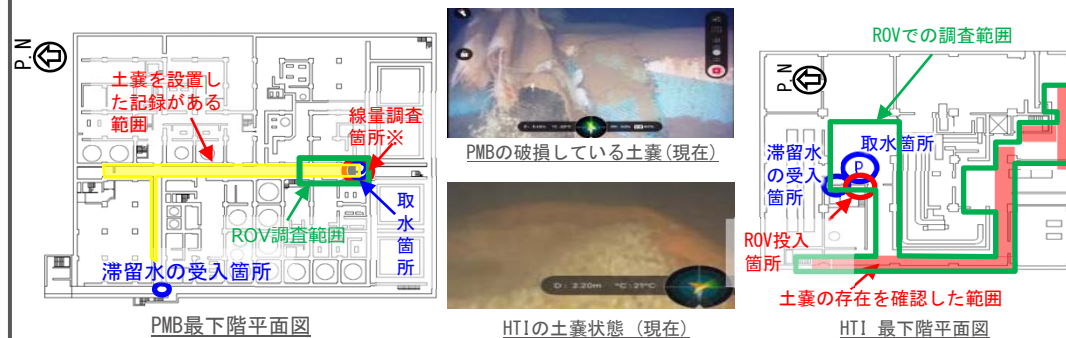 P.N
土嚢を設置し
た記録がある
範囲
線量調査
箇所※
ROV調査範囲
取
水
箇
所
滞留水の受入箇所
PMB最下階平面図
PMBの破損している土嚢(現在)
D: 2.20m ℃:21℃
HTIの土嚢状態 (現在)
ROVでの調査範囲
P.N
滞留水
の受入
箇所
取水箇所
P
ROV投入
箇所
土嚢の存在を確認した範囲
HTI 最下階平面図